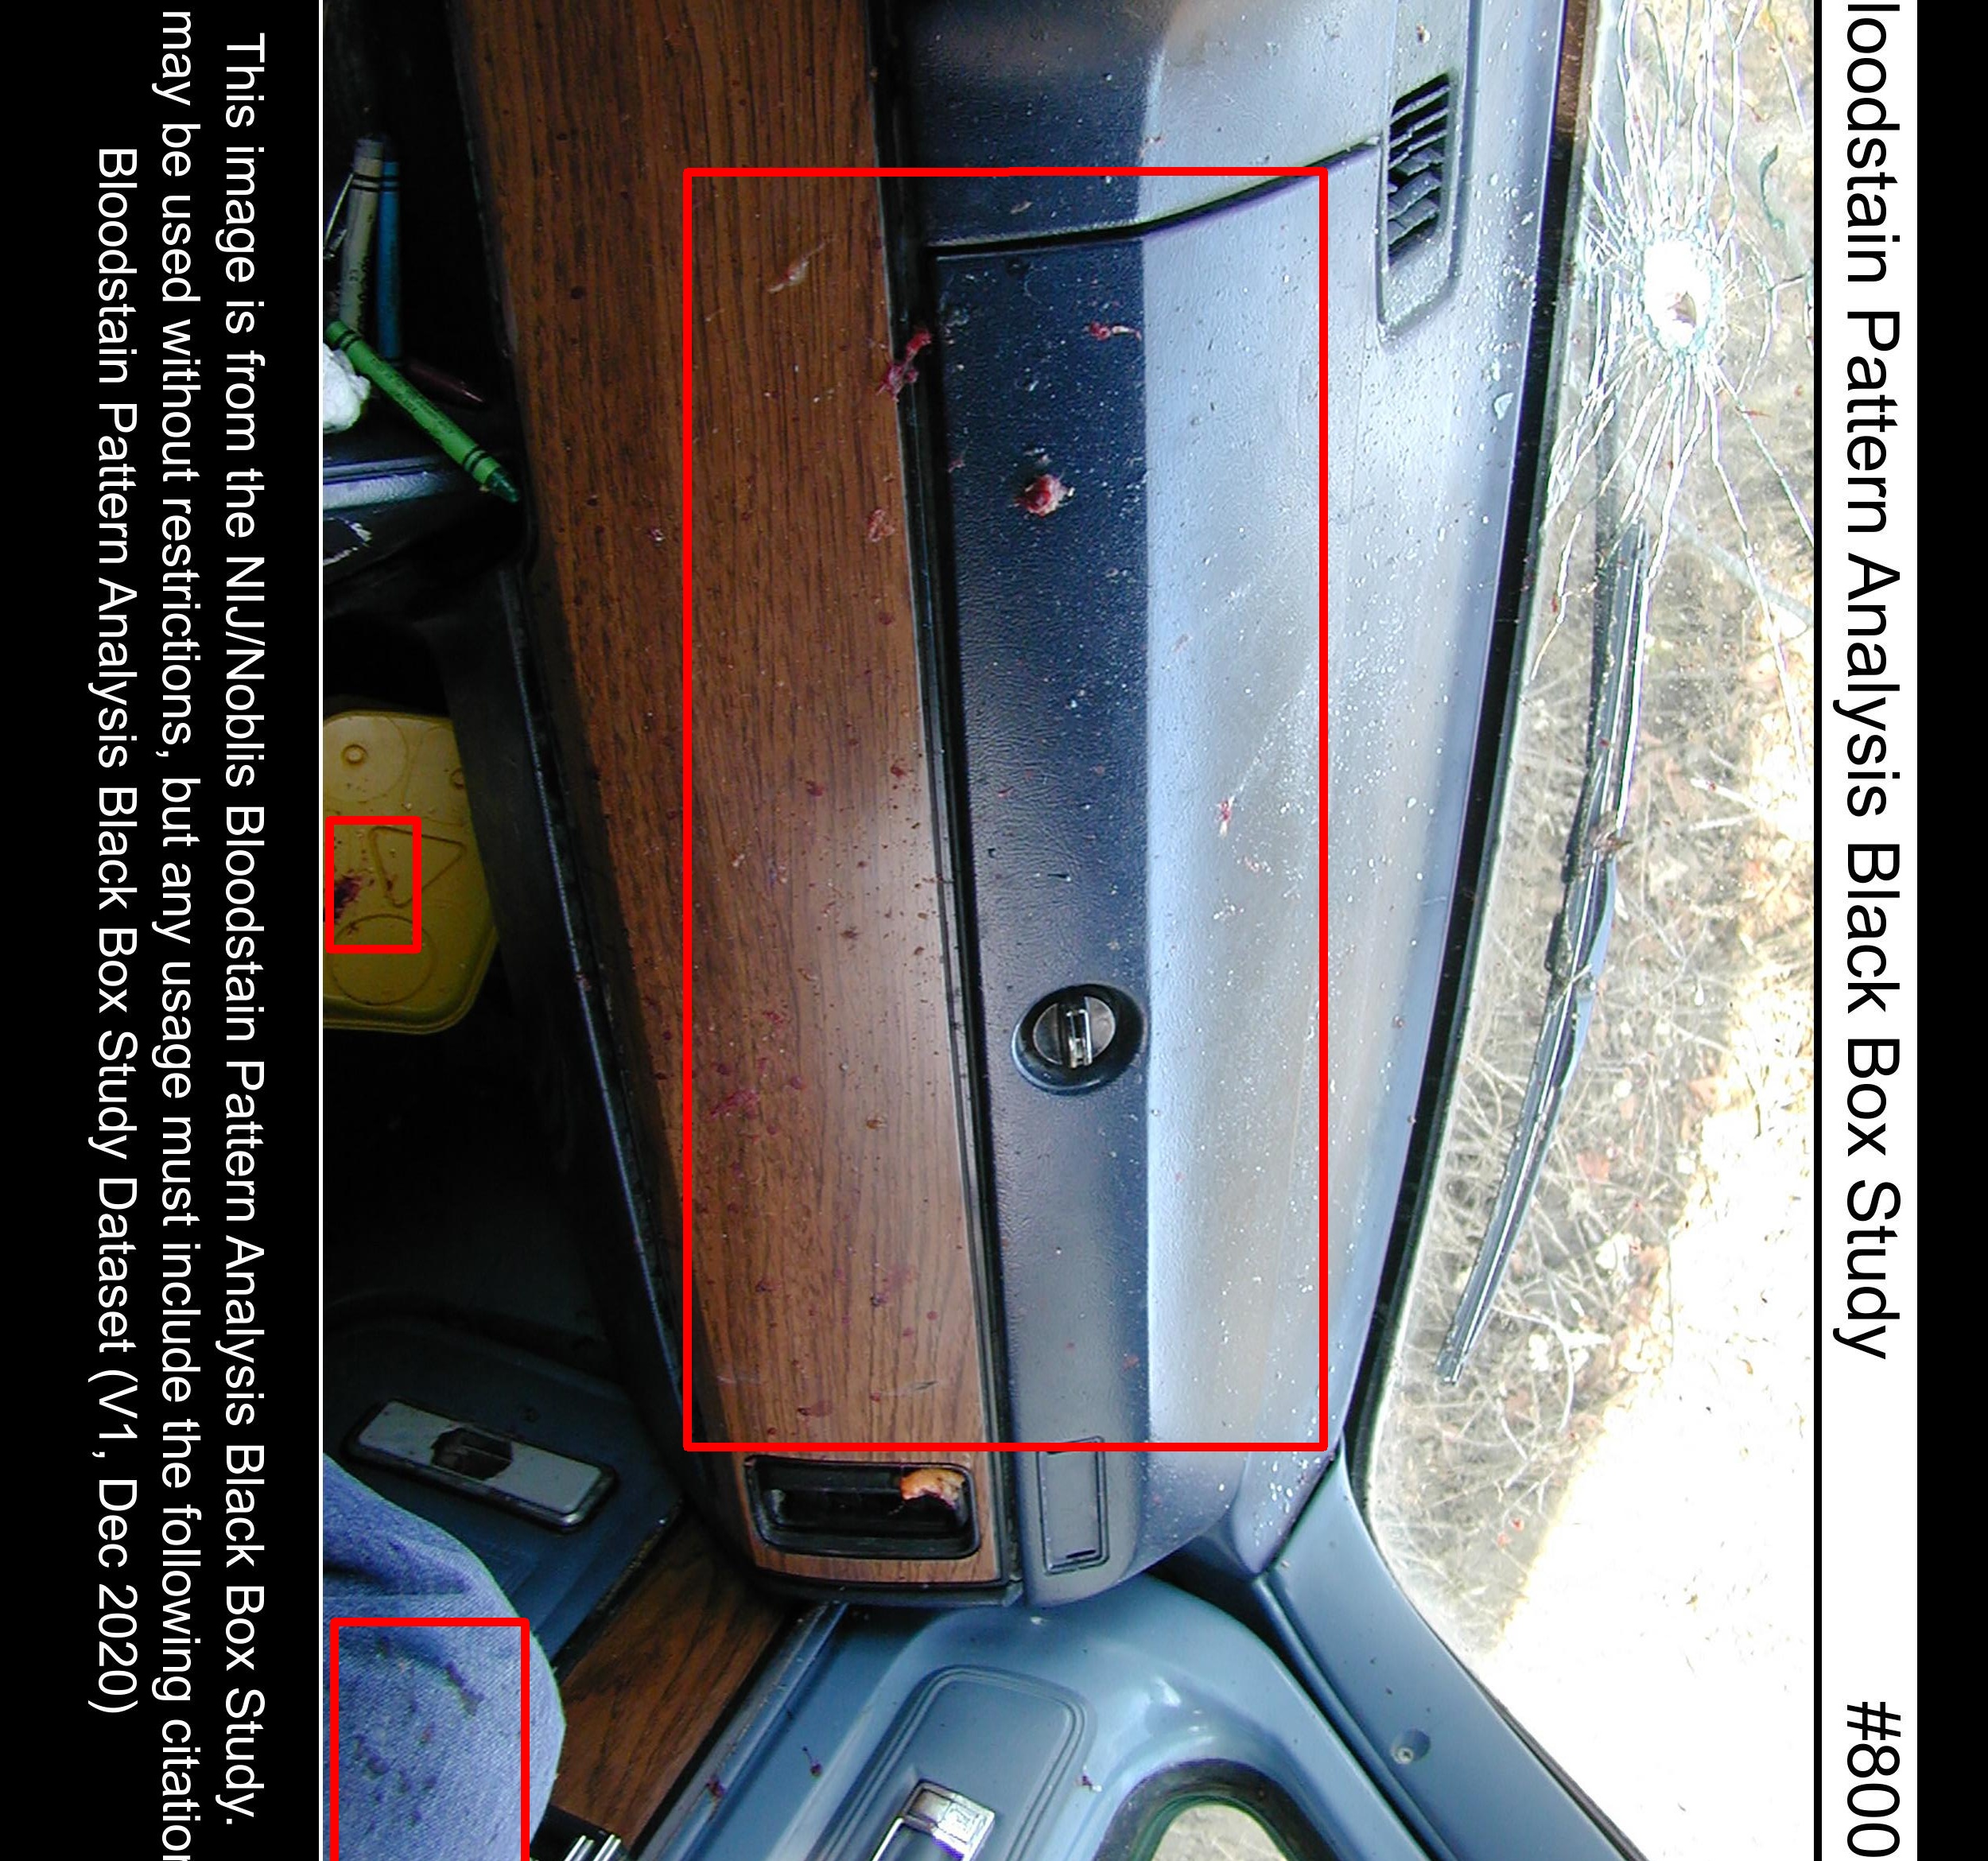 loodstain Pattern Analysis Black Box Study #800
This image is from the NIJ/Noblis Bloodstain Pattern Analysis Black Box Study.
may be used without restrictions, but any usage must include the following citation
Bloodstain Pattern Analysis Black Box Study Dataset (V1, Dec 2020)